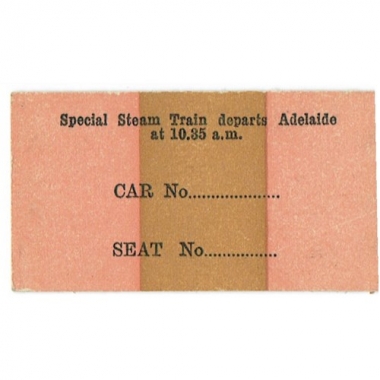 Special Steam Train departs Adelaide
at 10.35 a.m.
CAR No....................
SEAT No................